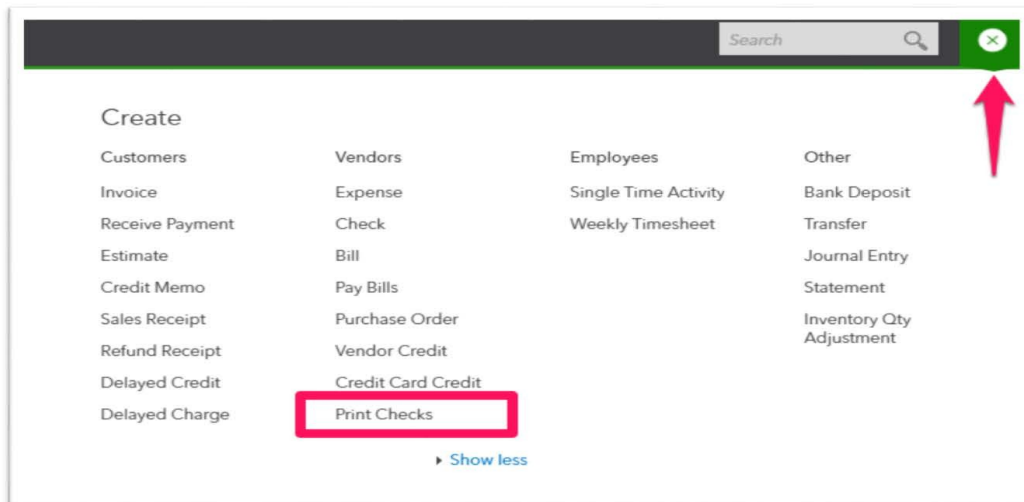 Search
Create
Customers
Vendors
Employees
Other
Invoice
Expense
Single Time Activity
Bank Deposit
Receive Payment
Check
Weekly Timesheet
Transfer
Estimate
Bill
Journal Entry
Credit Memo
Pay Bills
Statement
Sales Receipt
Purchase Order
Inventory Qty
Adjustment
Refund Receipt
Vendor Credit
Delayed Credit
Credit Card Credit
Delayed Charge
Print Checks
Show less